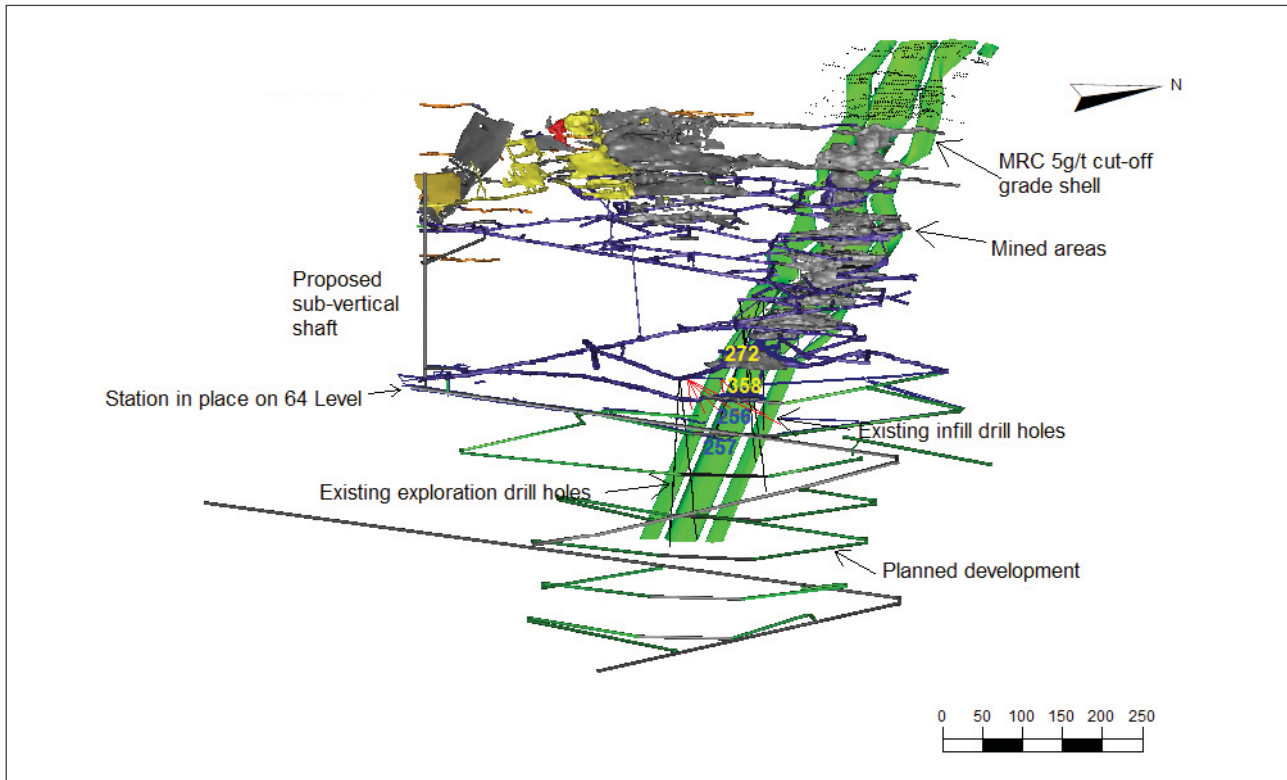 N
MRC 5g/t cut-off
grade shell
Mined areas
Proposed
sub-vertical
shaft
272
358
Station in place on 64 Level
256
Existing infill drill holes
257
Existing exploration drill holes
Planned development
0 50 100 150 200 250